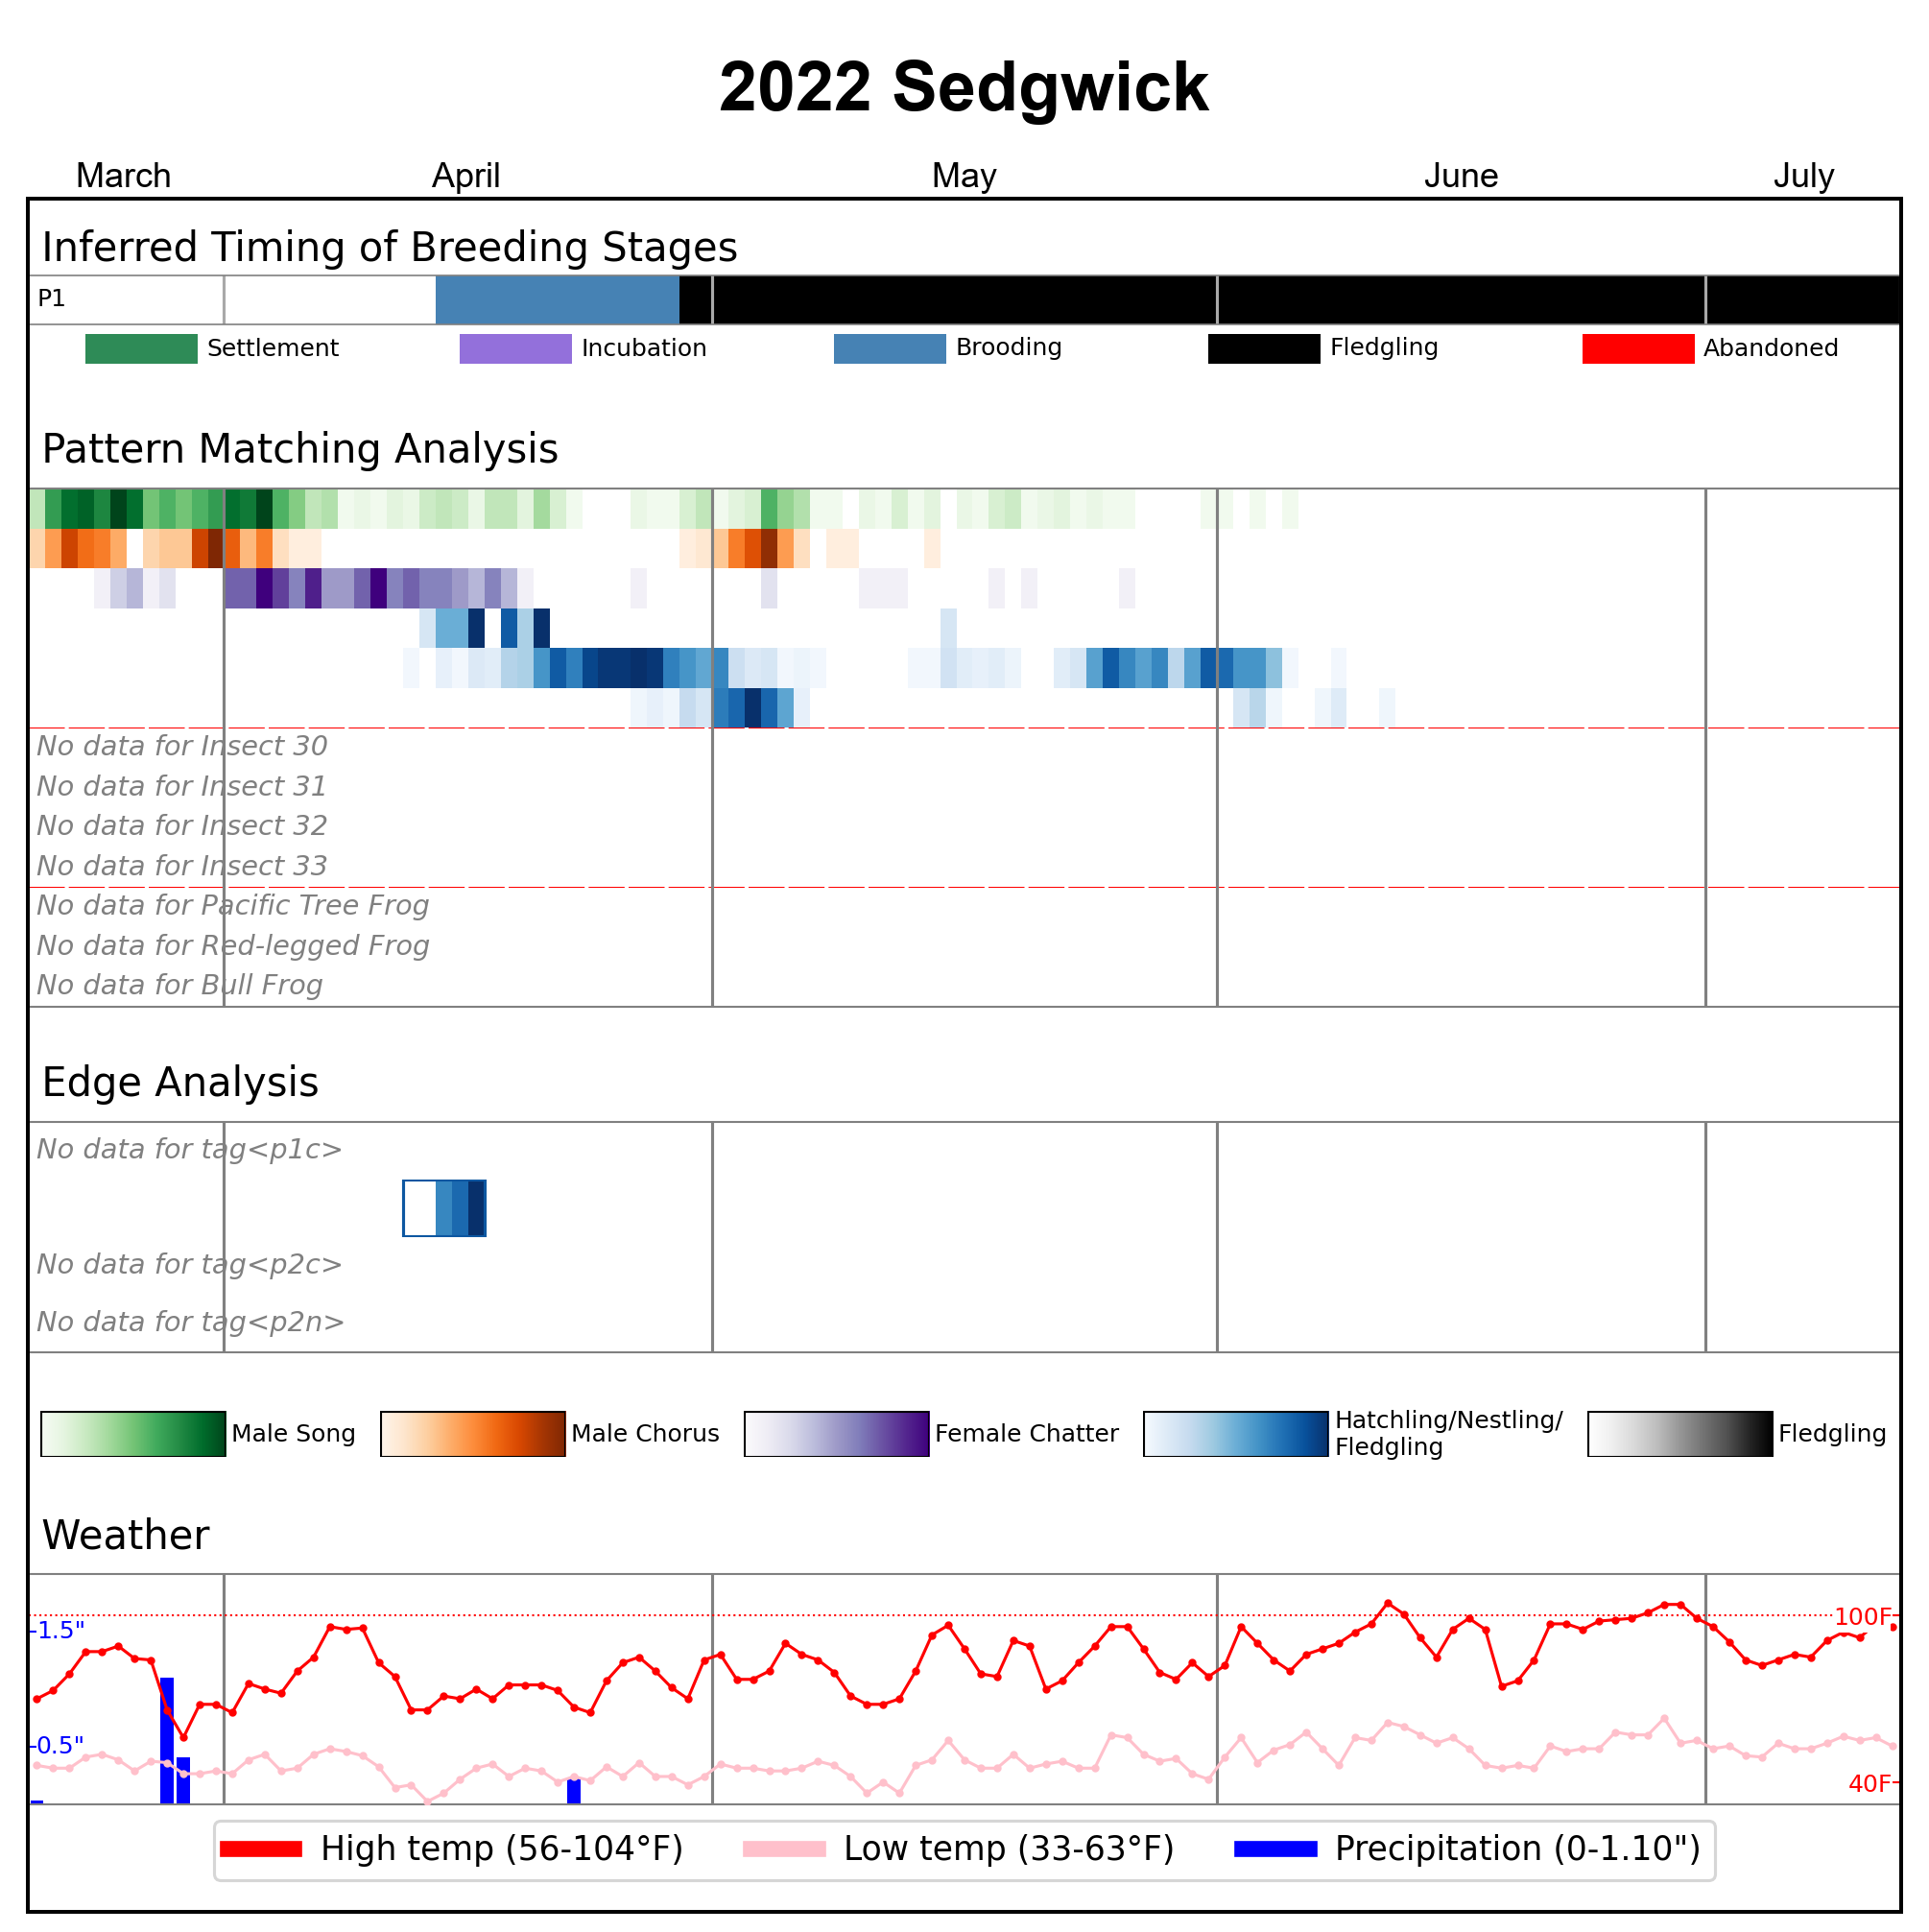 2022 Sedgwick
March April May June July
Inferred Timing of Breeding Stages
P1
Settlement Incubation Brooding Fledgling Abandoned
Pattern Matching Analysis
No data for Insect 30
No data for Insect 31
No data for Insect 32
No data for Insect 33
No data for Pacific Tree Frog
No data for Red-legged Frog
No data for Bull Frog
Edge Analysis
No data for tag<p1c>
No data for tag<p2c>
No data for tag<p2n>
Male Song Male Chorus Female Chatter Hatchling/Nestling/
Fledgling Fledgling
Weather
1.5" 100F
0.5" 40F
High temp (56-104°F) Low temp (33-63°F) Precipitation (0-1.10")